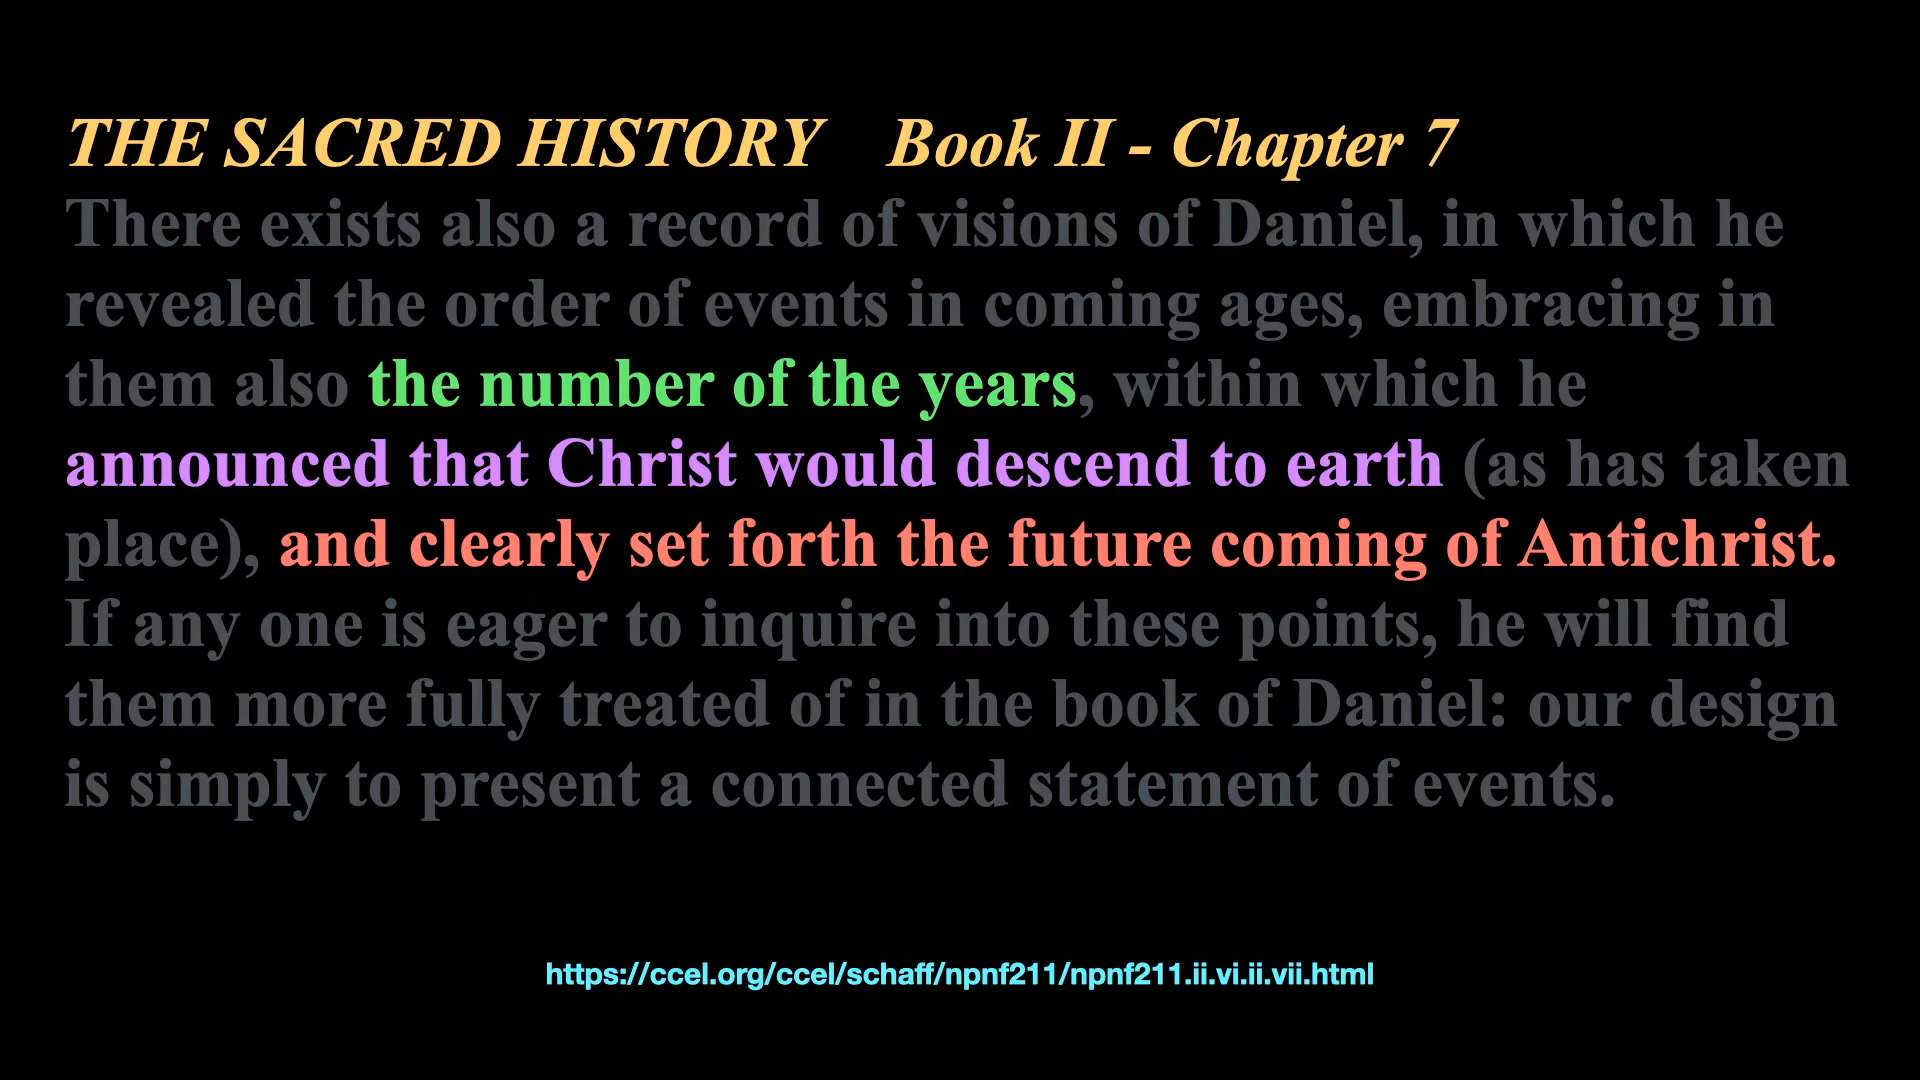 THE SACRED HISTORY Book II - Chapter 7
There exists also a record of visions of Daniel, in which he
revealed the order of events in coming ages, embracing in
them also the number of the years, within which he
announced that Christ would descend to earth (as has taken
place), and clearly set forth the future coming of Antichrist.
If any one is eager to inquire into these points, he will find
them more fully treated of in the book of Daniel: our design
is simply to present a connected statement of events.
https://ccel.org/ccel/schaff/npnf211/npnf211.ii.vi.ii.vii.html